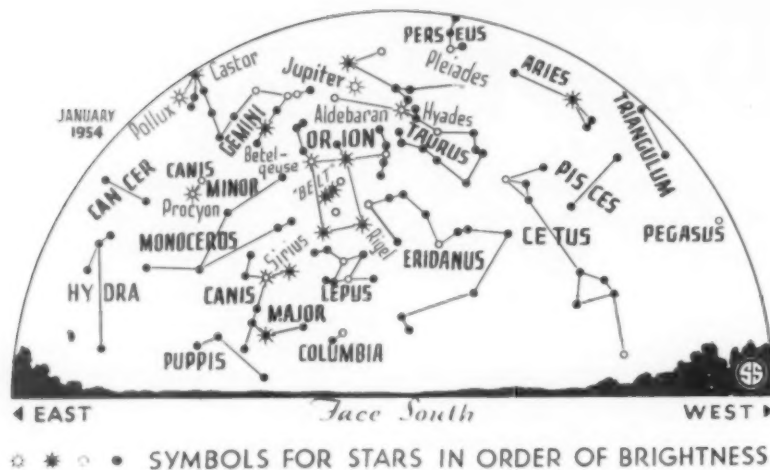 PERSEUS
Pleiades
Castor
Jupiter
ARIES
Pollux
JANUARY
1954
GEMINI
Aldebaran
Hyades
TRIANGULUM
ORION
TAURUS
Betel-
geuse
CANCER
CANIS
MINOR
"BELT"
PISCES
Procyon
MONOCEROS
Sirius
Rigel
CETUS
PEGASUS
ERIDANUS
HYDRA
CANIS
MAJOR
LEPUS
PUPPIS
COLUMBIA
SS
EAST
Face South
WEST
SYMBOLS FOR STARS IN ORDER OF BRIGHTNESS